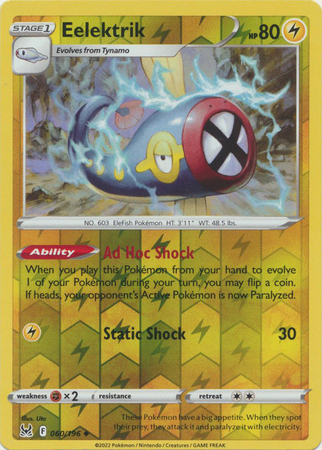 STAGE 1
Eelektrik
HP 80
Evolves from Tynamo
NO. 603 EleFish Pokémon HT: 3'11" WT: 48.5 lbs.
Ability Ad Hoc Shock
When you play this Pokémon from your hand to evolve
1 of your Pokémon during your turn, you may flip a coin.
If heads, your opponent's Active Pokémon is now Paralyzed.
Static Shock 30
weakness ×2 resistance retreat
Illus. Uta
F 060/196
These Pokémon have a big appetite. When they spot
their prey, they attack it and paralyze it with electricity.
©2022 Pokémon / Nintendo / Creatures / GAME FREAK